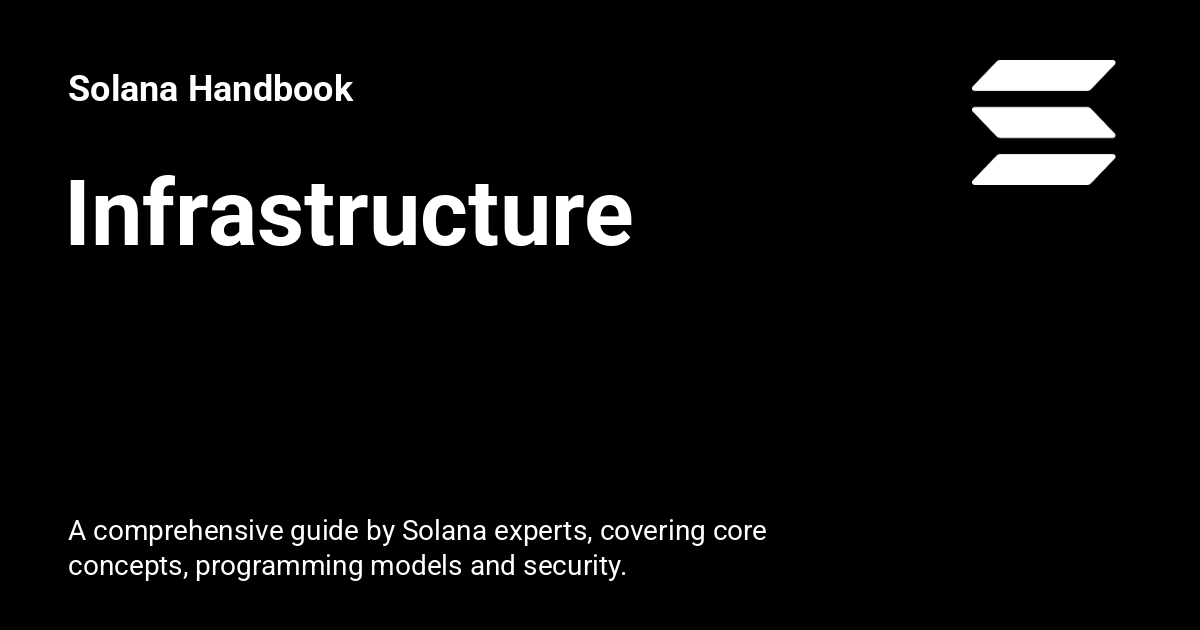 Solana Handbook
Infrastructure
A comprehensive guide by Solana experts, covering core
concepts, programming models and security.